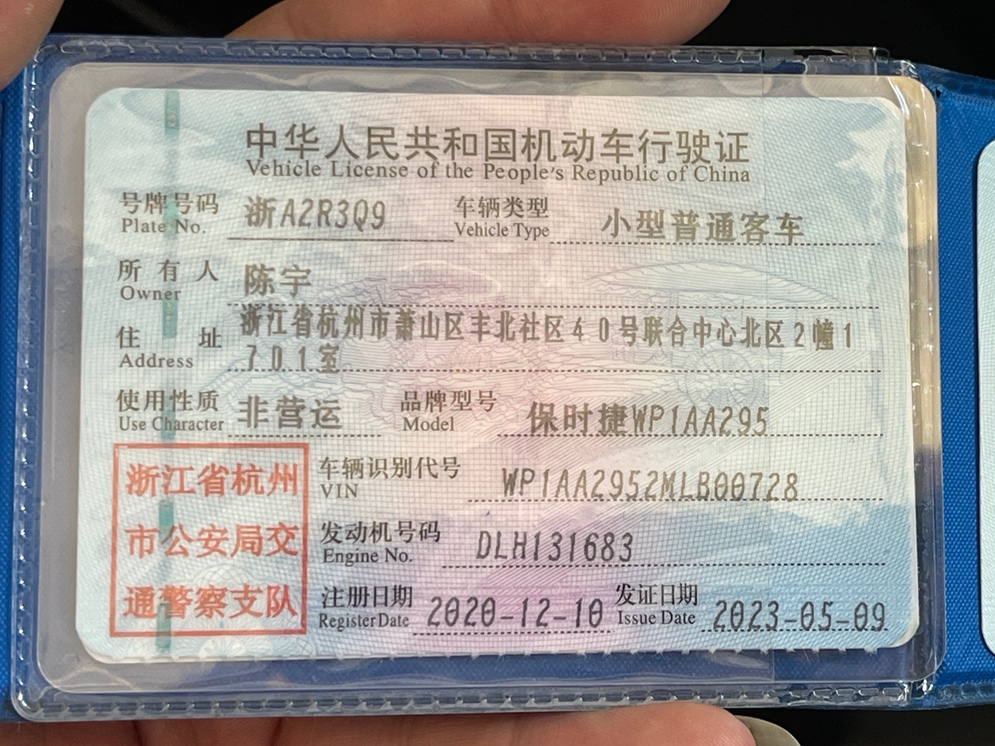 中华人民共和国机动车行驶证
Vehicle License of the People's Republic of China
号牌号码 浙A2R3Q9 车辆类型 小型普通客车
Plate No. Vehicle Type
所有人 陈宇
Owner
住址 浙江省杭州市萧山区丰北社区40号联合中心北区2幢1
Address 701室
使用性质 非营运 品牌型号 保时捷WP1AA295
Use Character Model
浙江省杭州
市公安局交
通警察支队
车辆识别代号 WP1AA2952MLB00728
VIN
发动机号码 DLH131683
Engine No.
注册日期 2020-12-10 发证日期 2023-05-09
Register Date Issue Date